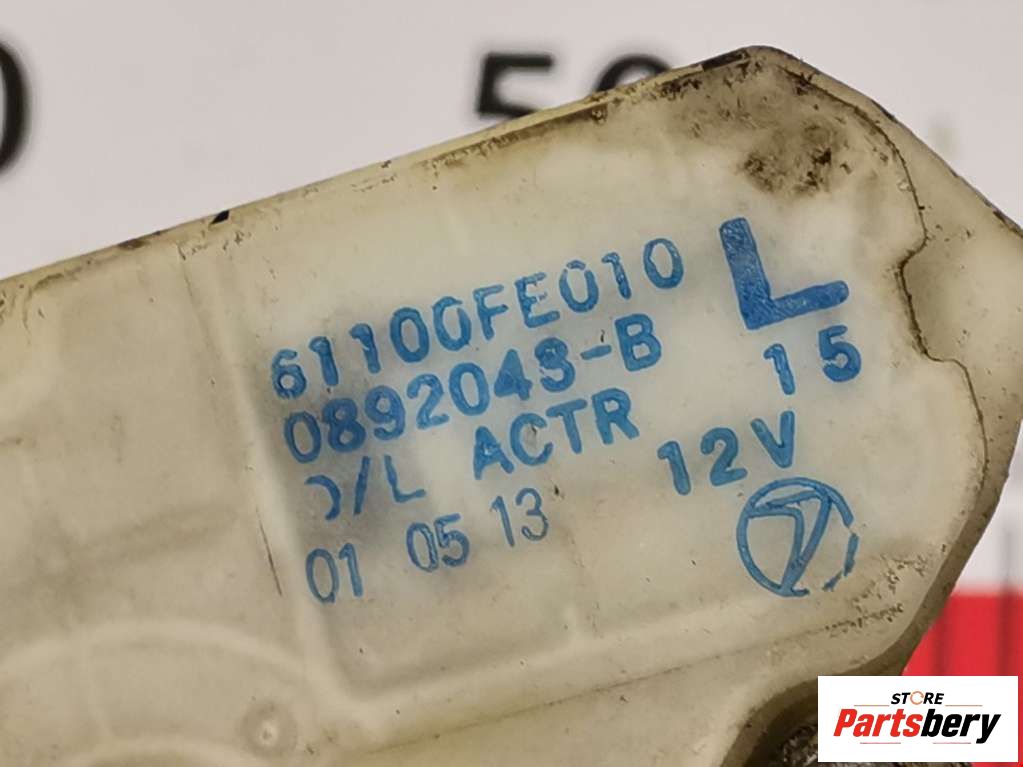 61100FE010
L
0892043-B
15
D/L ACTR
12V
01 05 13
STORE
Partsbery